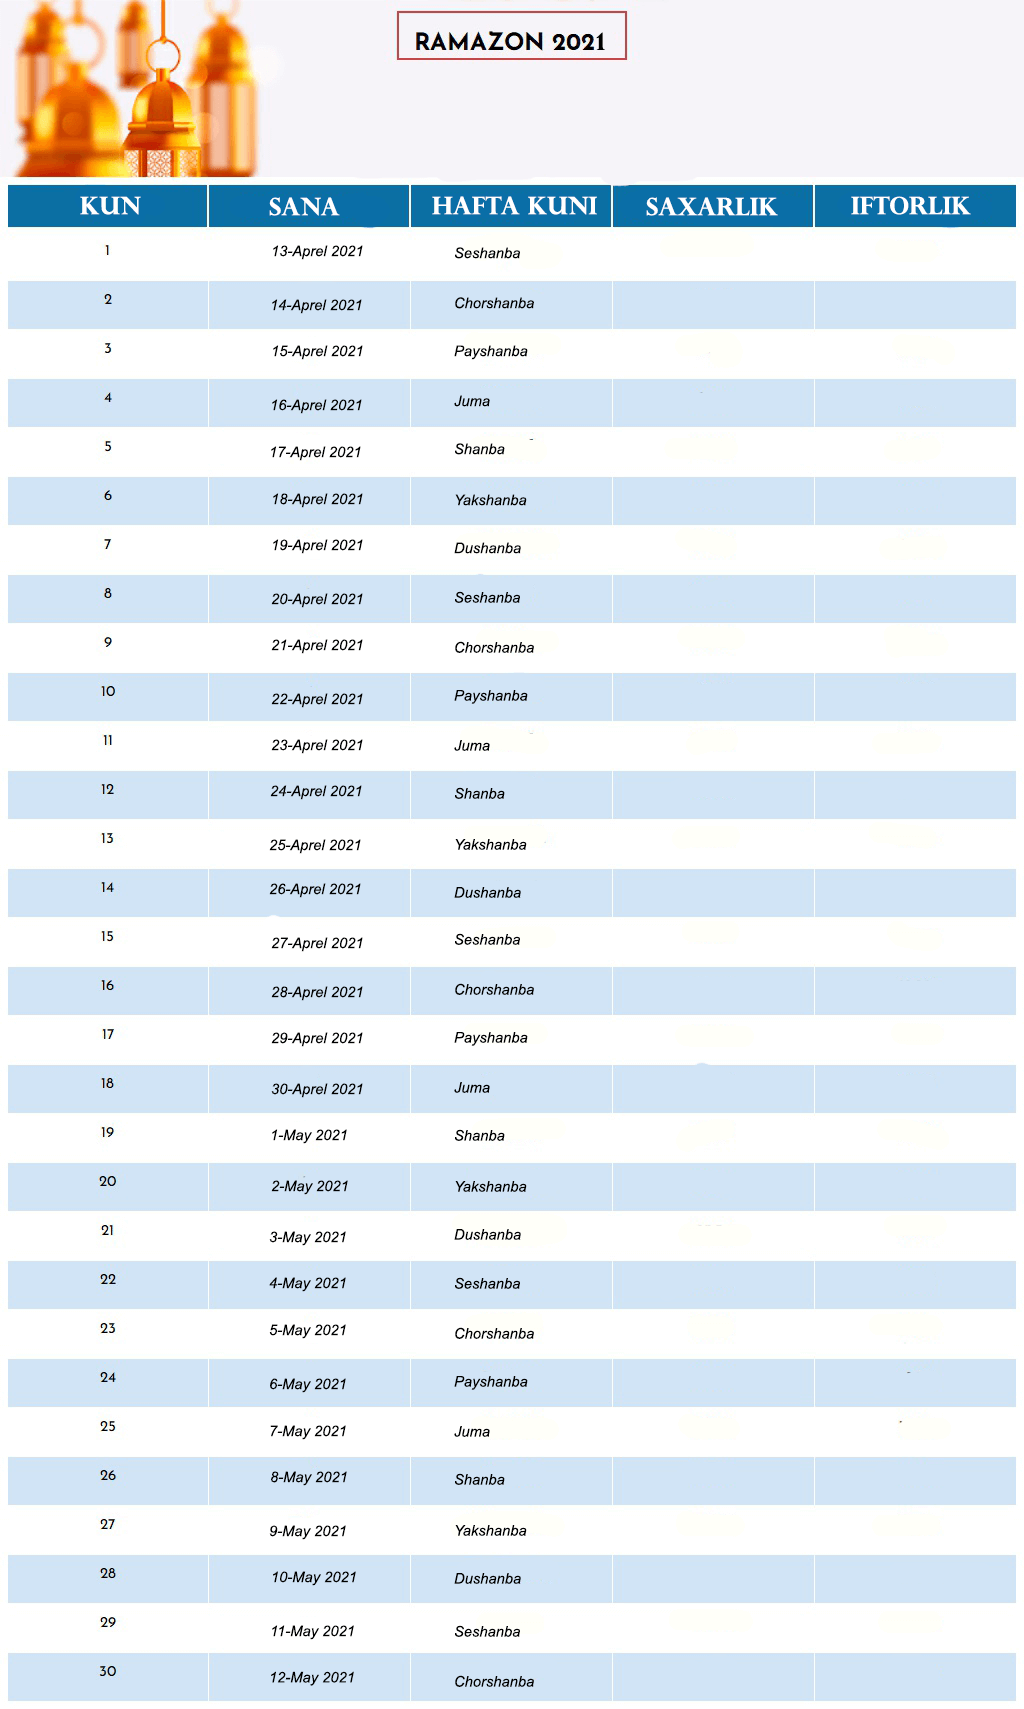 RAMAZON 2021
KUN SANA HAFTA KUNI SAXARLIK IFTORLIK
1 13-Aprel 2021 Seshanba
2 14-Aprel 2021 Chorshanba
3 15-Aprel 2021 Payshanba
4 16-Aprel 2021 Juma
5 17-Aprel 2021 Shanba
6 18-Aprel 2021 Yakshanba
7 19-Aprel 2021 Dushanba
8 20-Aprel 2021 Seshanba
9 21-Aprel 2021 Chorshanba
10 22-Aprel 2021 Payshanba
11 23-Aprel 2021 Juma
12 24-Aprel 2021 Shanba
13 25-Aprel 2021 Yakshanba
14 26-Aprel 2021 Dushanba
15 27-Aprel 2021 Seshanba
16 28-Aprel 2021 Chorshanba
17 29-Aprel 2021 Payshanba
18 30-Aprel 2021 Juma
19 1-May 2021 Shanba
20 2-May 2021 Yakshanba
21 3-May 2021 Dushanba
22 4-May 2021 Seshanba
23 5-May 2021 Chorshanba
24 6-May 2021 Payshanba
25 7-May 2021 Juma
26 8-May 2021 Shanba
27 9-May 2021 Yakshanba
28 10-May 2021 Dushanba
29 11-May 2021 Seshanba
30 12-May 2021 Chorshanba